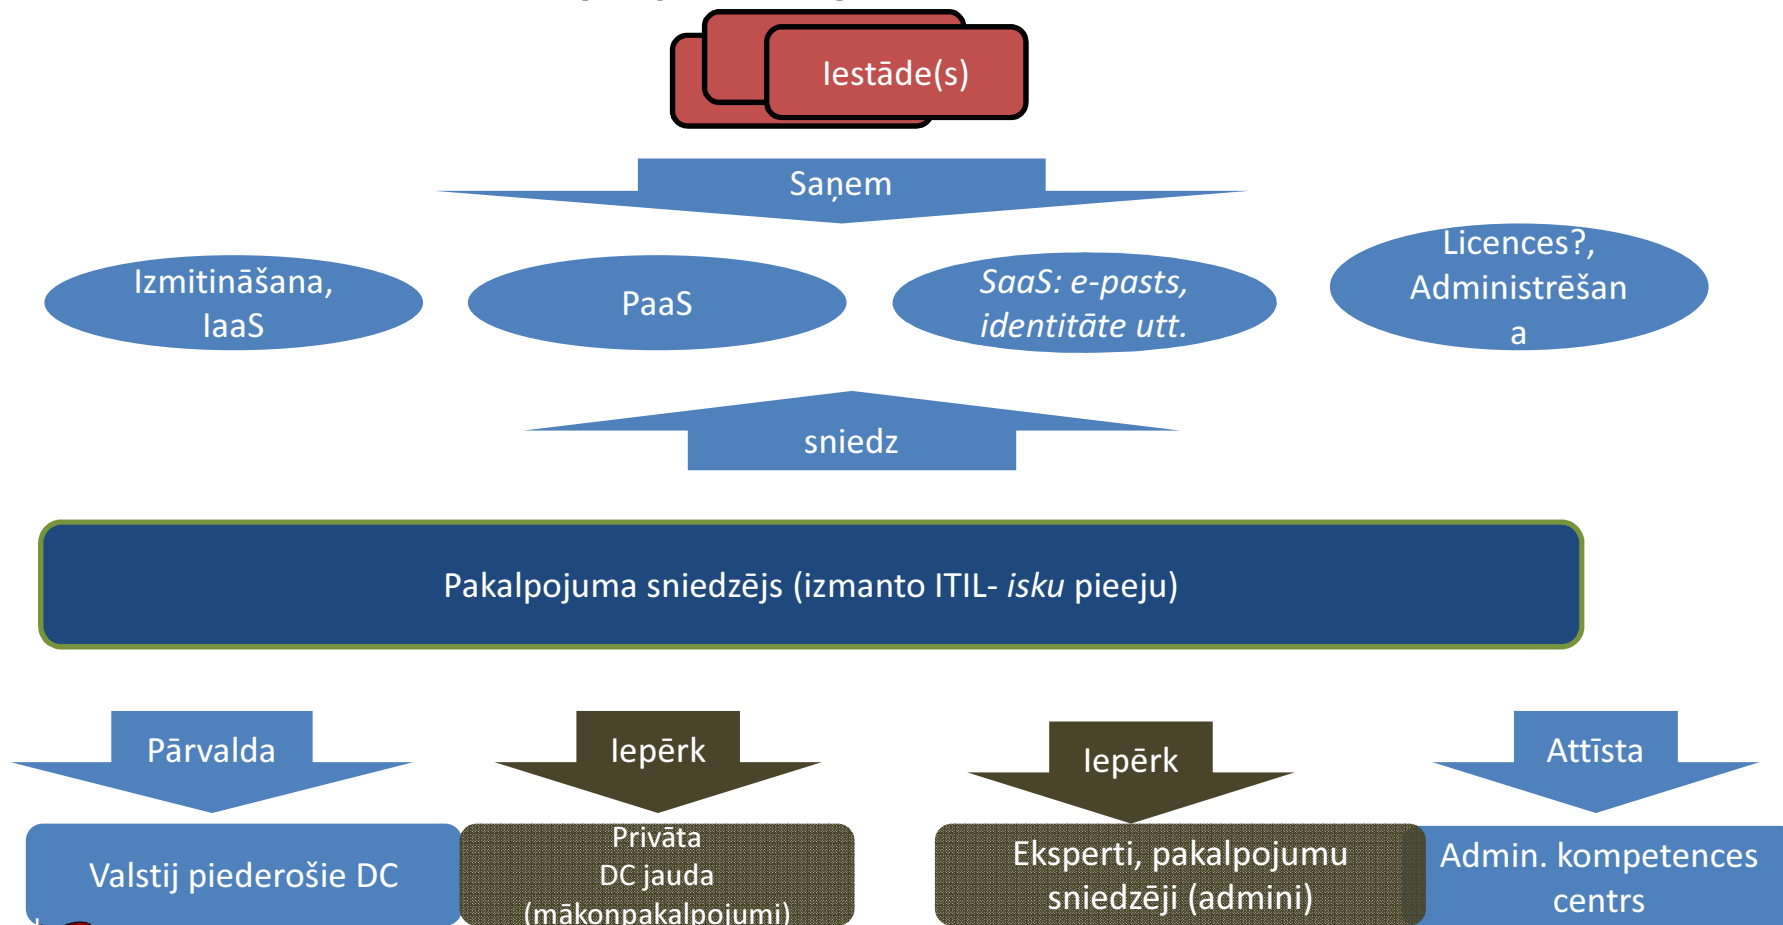 Iestāde(s)
Saņem
Izmitināšana,
IaaS
PaaS
SaaS: e-pasts,
identitāte utt.
Licences?,
Administrēšan
a
sniedz
Pakalpojuma sniedzējs (izmanto ITIL- isku pieeju)
Pārvalda
Iepērk
Iepērk
Attīsta
Valstij piederošie DC
Privāta
DC jauda
(mākonpakalpojumi)
Eksperti, pakalpojumu
sniedzēji (admini)
Admin. kompetences
centrs